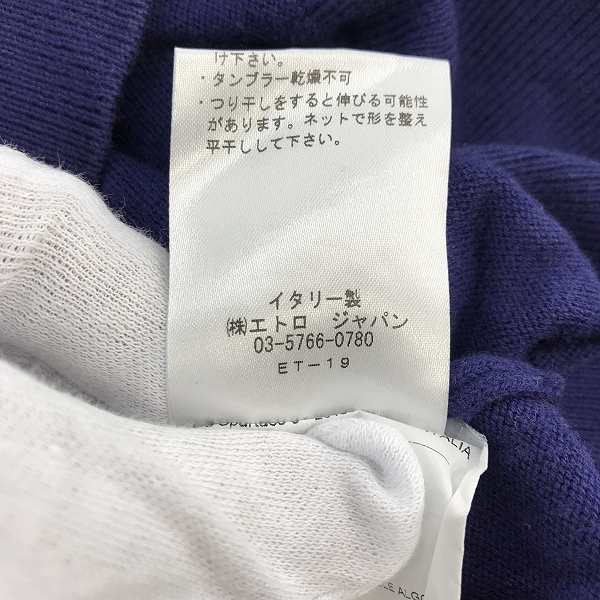 け下さい。
・タンブラー乾燥不可
・つり干しをすると伸びる可能性
があります。ネットで形を整え
平干しして下さい。
イタリー製
㈱エトロ ジャパン
03-5766-0780
ET-19
Spartaco
ITALIA
ALGO